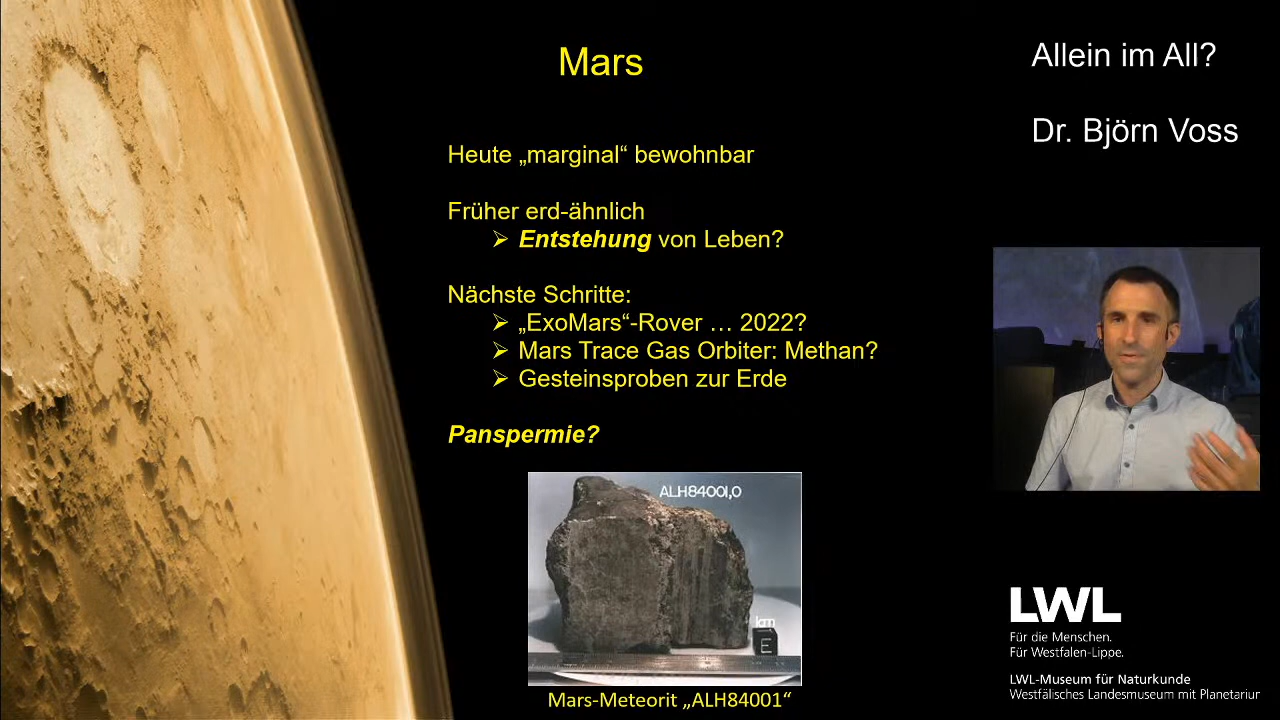 Mars
Allein im All?
Dr. Björn Voss
Heute „marginal“ bewohnbar
Früher erd-ähnlich
➢ Entstehung von Leben?
Nächste Schritte:
➢ „ExoMars“-Rover … 2022?
➢ Mars Trace Gas Orbiter: Methan?
➢ Gesteinsproben zur Erde
Panspermie?
ALH84001,0
E
Mars-Meteorit „ALH84001“
LWL
Für die Menschen.
Für Westfalen-Lippe.
LWL-Museum für Naturkunde
Westfälisches Landesmuseum mit Planetarium